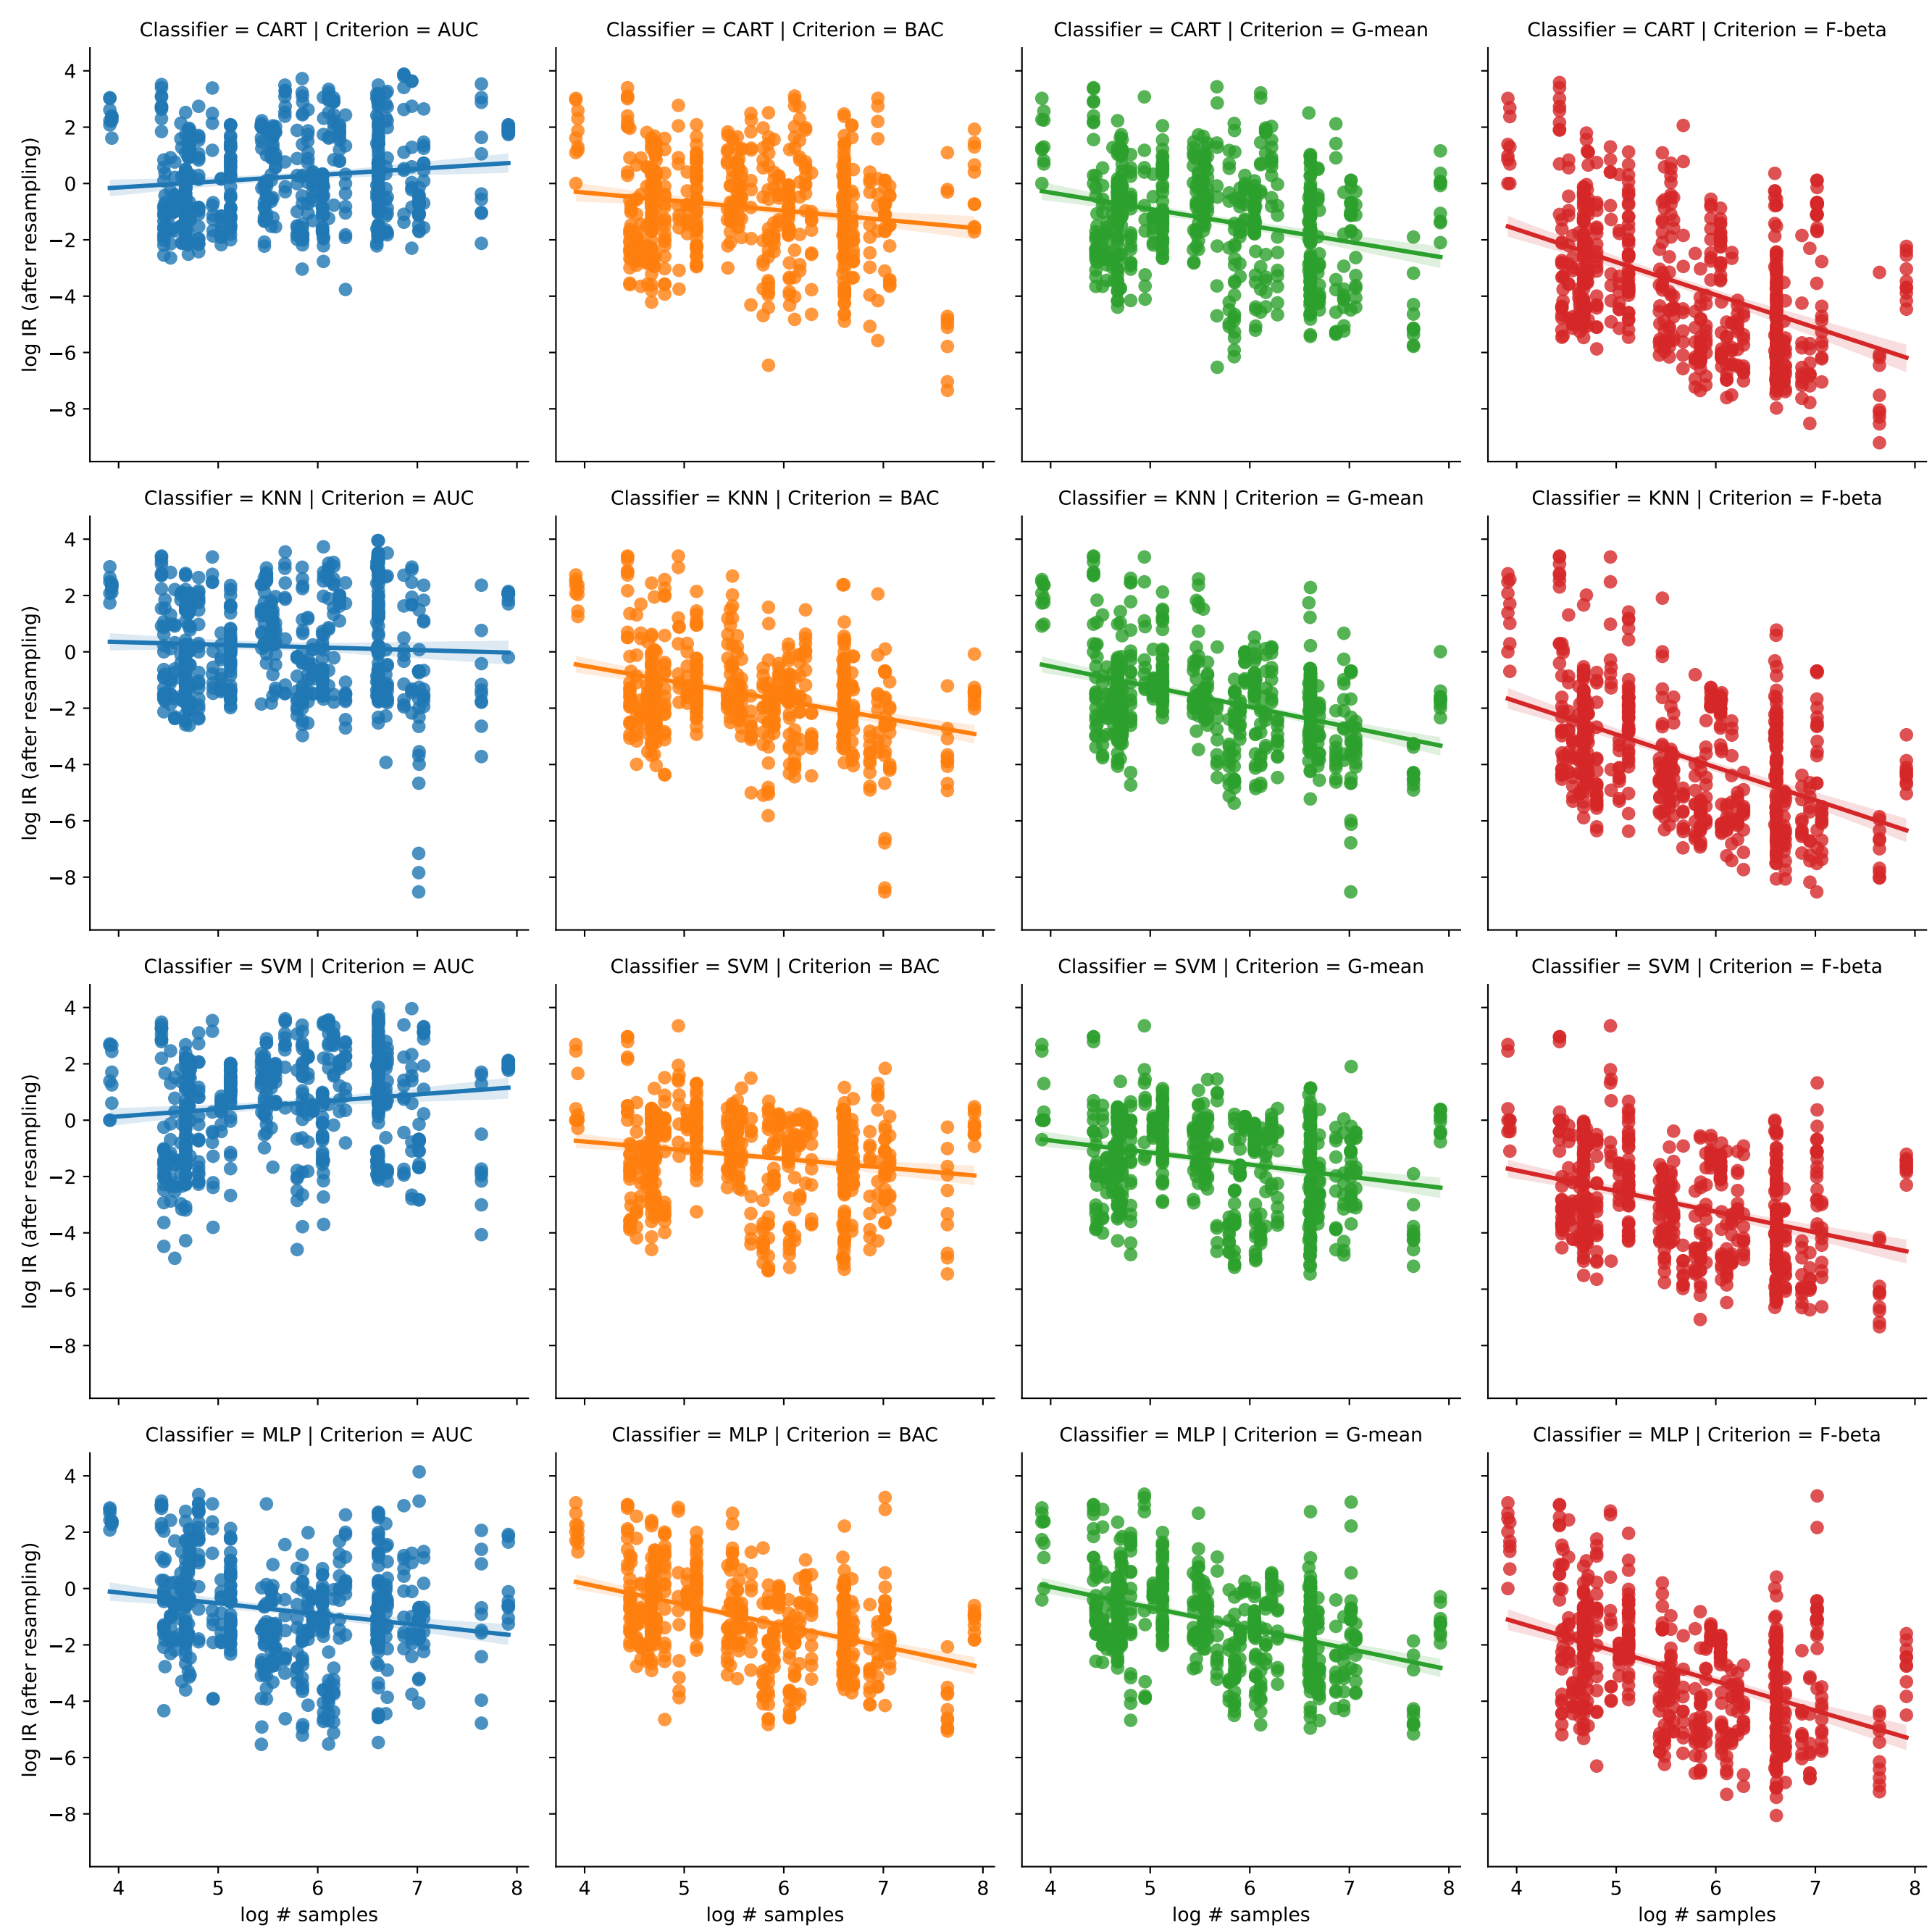 Classifier = CART | Criterion = AUC
Classifier = CART | Criterion = BAC
Classifier = CART | Criterion = G-mean
Classifier = CART | Criterion = F-beta
log IR (after resampling)
4
2
0
−2
−4
−6
−8
Classifier = KNN | Criterion = AUC
Classifier = KNN | Criterion = BAC
Classifier = KNN | Criterion = G-mean
Classifier = KNN | Criterion = F-beta
log IR (after resampling)
4
2
0
−2
−4
−6
−8
Classifier = SVM | Criterion = AUC
Classifier = SVM | Criterion = BAC
Classifier = SVM | Criterion = G-mean
Classifier = SVM | Criterion = F-beta
log IR (after resampling)
4
2
0
−2
−4
−6
−8
Classifier = MLP | Criterion = AUC
Classifier = MLP | Criterion = BAC
Classifier = MLP | Criterion = G-mean
Classifier = MLP | Criterion = F-beta
log IR (after resampling)
4
2
0
−2
−4
−6
−8
4 5 6 7 8
4 5 6 7 8
4 5 6 7 8
4 5 6 7 8
log # samples
log # samples
log # samples
log # samples